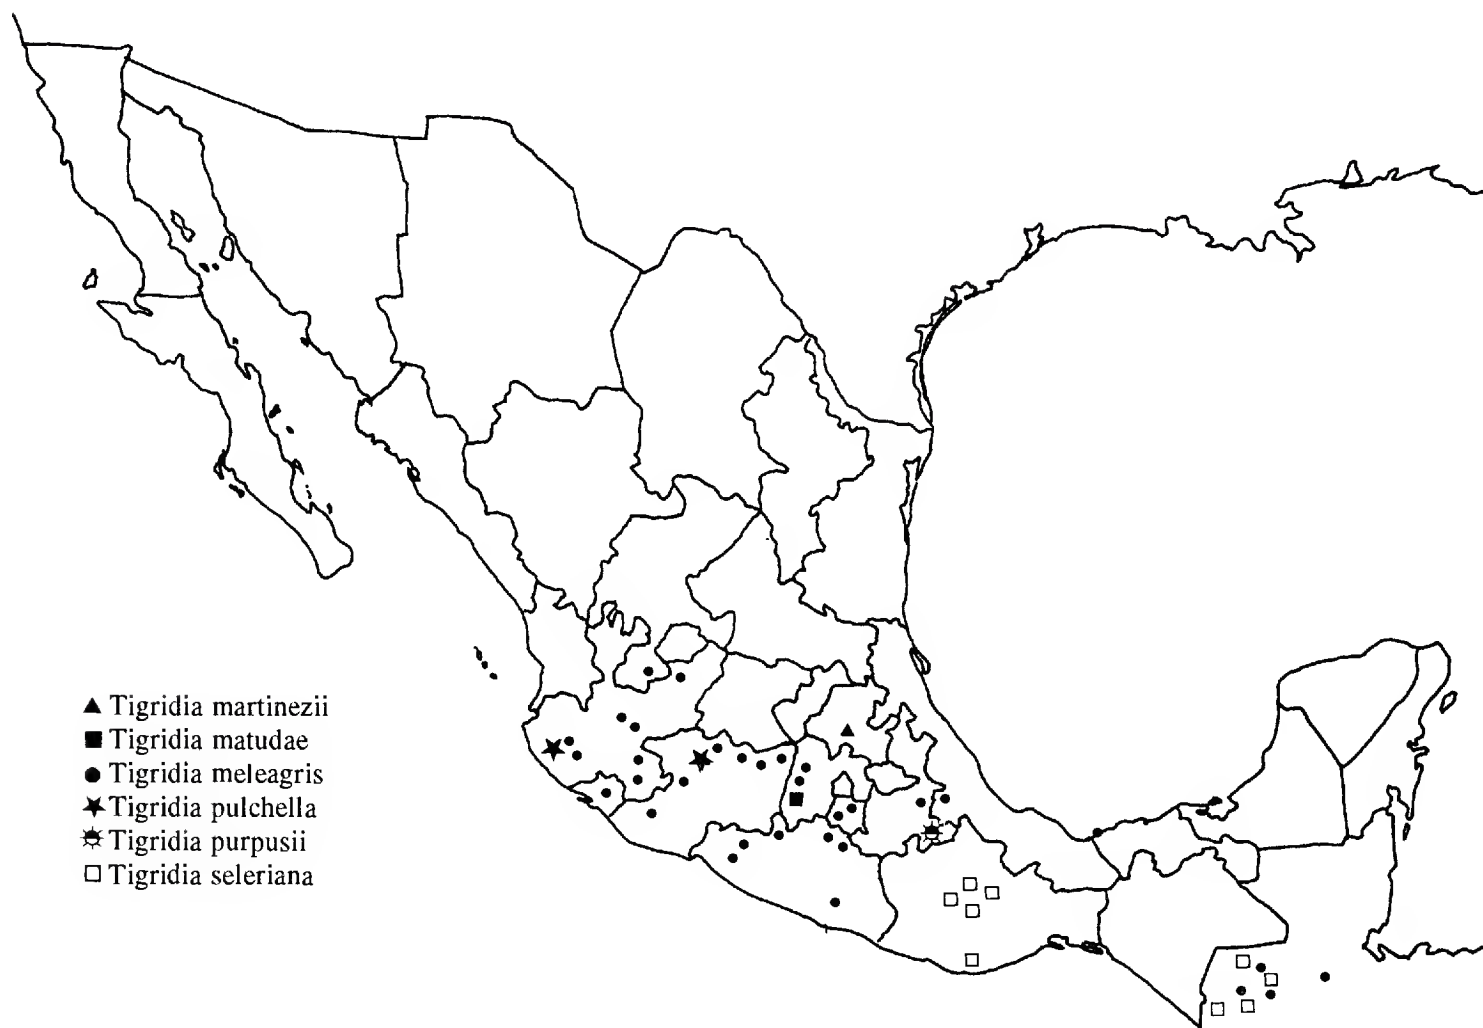 Tigridia martinezii
Tigridia matudae
Tigridia meleagris
Tigridia pulchella
Tigridia purpusii
Tigridia seleriana